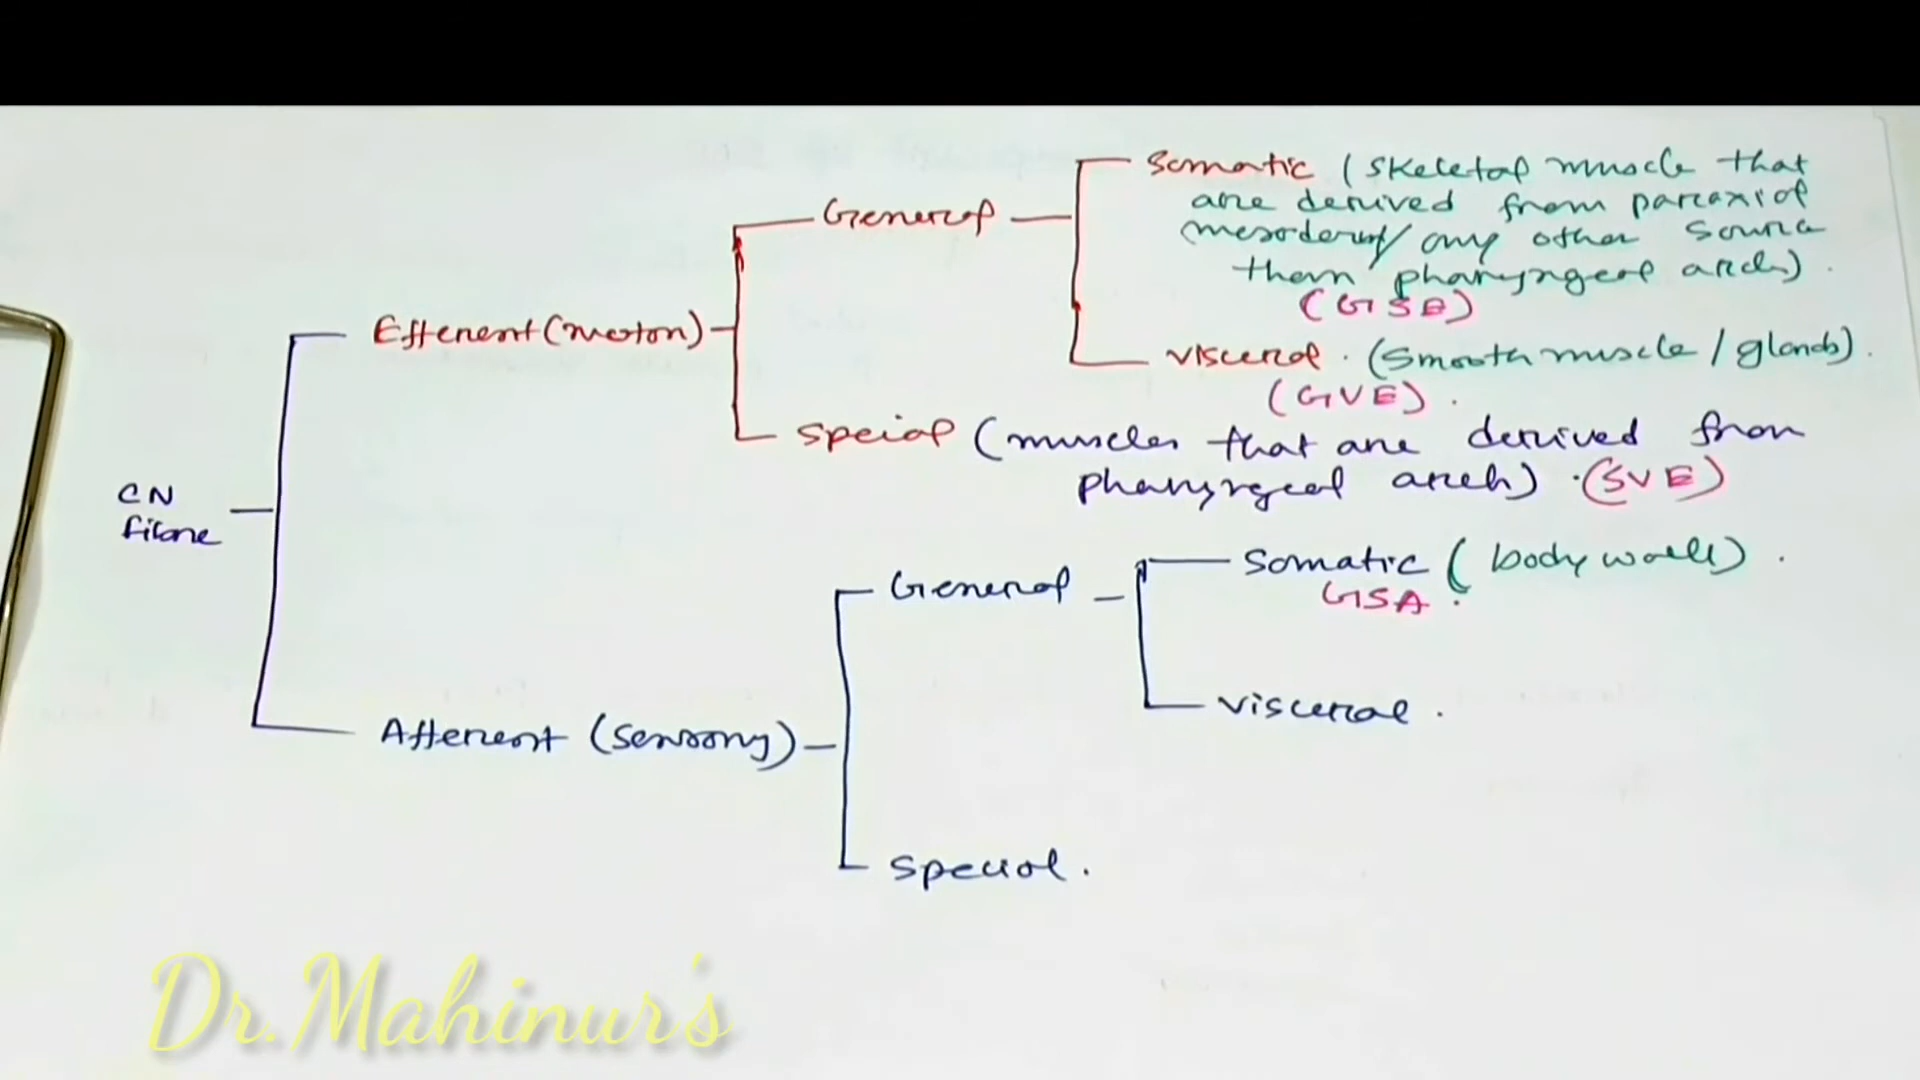 General
Somatic (skeletal muscle that
are derived from paraxial
mesoderm/ any other source
than pharyngeal arch).
(GSE)
Efferent (motor)
visceral. (smooth muscle / glands).
(GVE).
Speial (muscles that are derived from
pharyngeal arch). (SVE)
CN
fibre
General
Somatic (body wall).
GSA.
visceral.
Afferent (sensory)
special.
Dr.Mahinur's